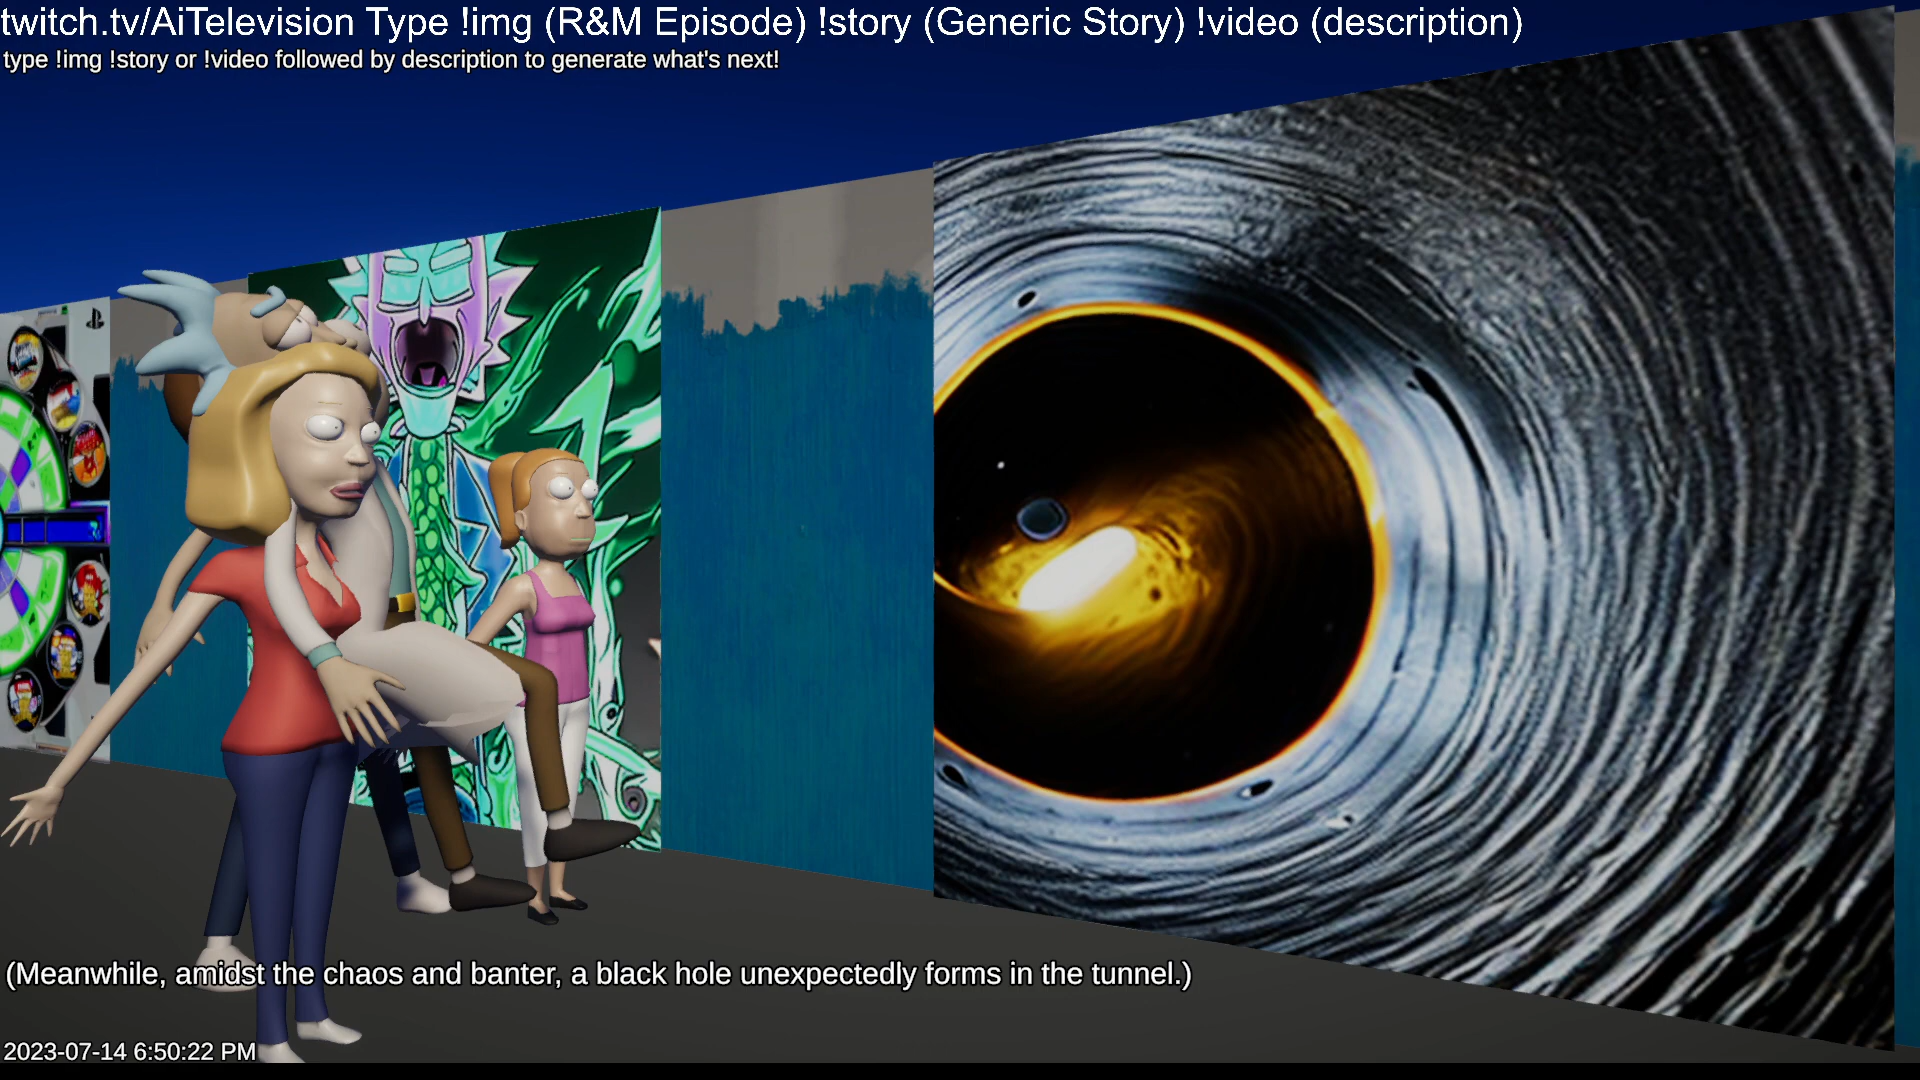 twitch.tv/AiTelevision Type !img (R&M Episode) !story (Generic Story) !video (description)
type !img !story or !video followed by description to generate what's next!
(Meanwhile, amidst the chaos and banter, a black hole unexpectedly forms in the tunnel.)
2023-07-14 6:50:22 PM